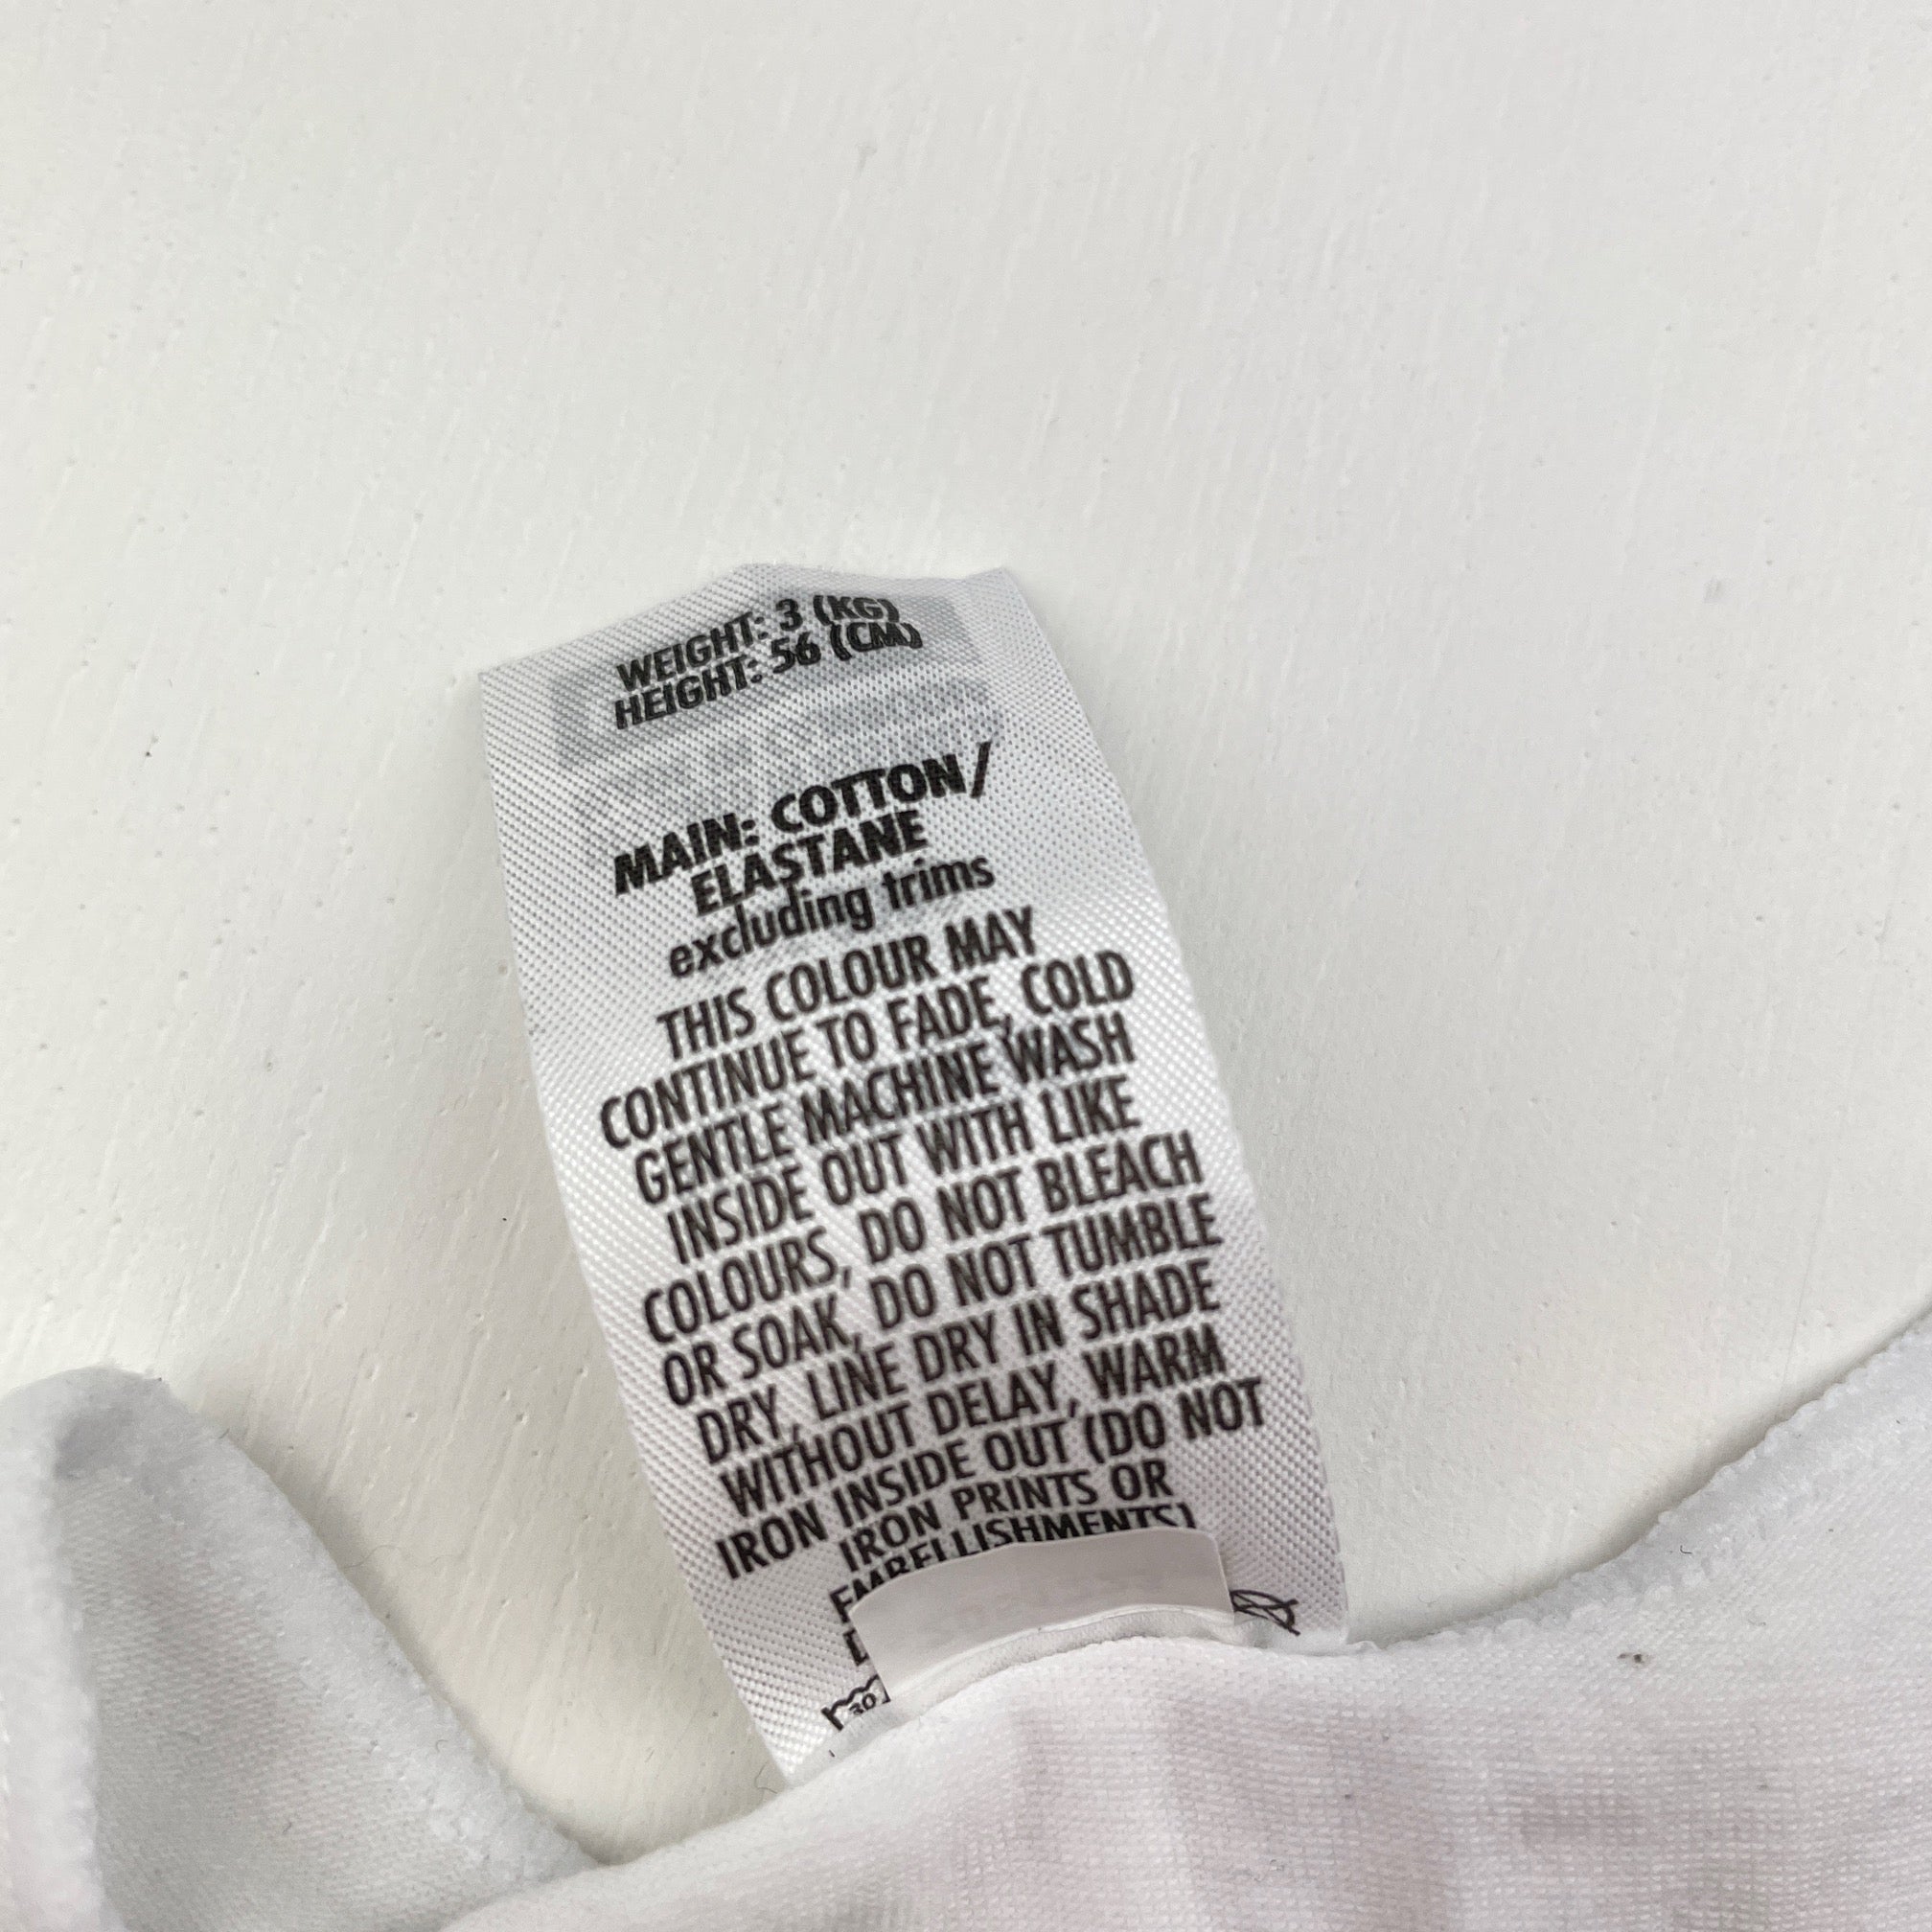 WEIGHT: 3 (KG)
HEIGHT: 56 (CM)
MAIN: COTTON/
ELASTANE
excluding trims
THIS COLOUR MAY
CONTINUE TO FADE, COLD
GENTLE MACHINE WASH
INSIDE OUT WITH LIKE
COLOURS, DO NOT BLEACH
OR SOAK, DO NOT TUMBLE
DRY, LINE DRY IN SHADE
WITHOUT DELAY, WARM
IRON INSIDE OUT (DO NOT
IRON PRINTS OR
EMBELLISHMENTS)
30